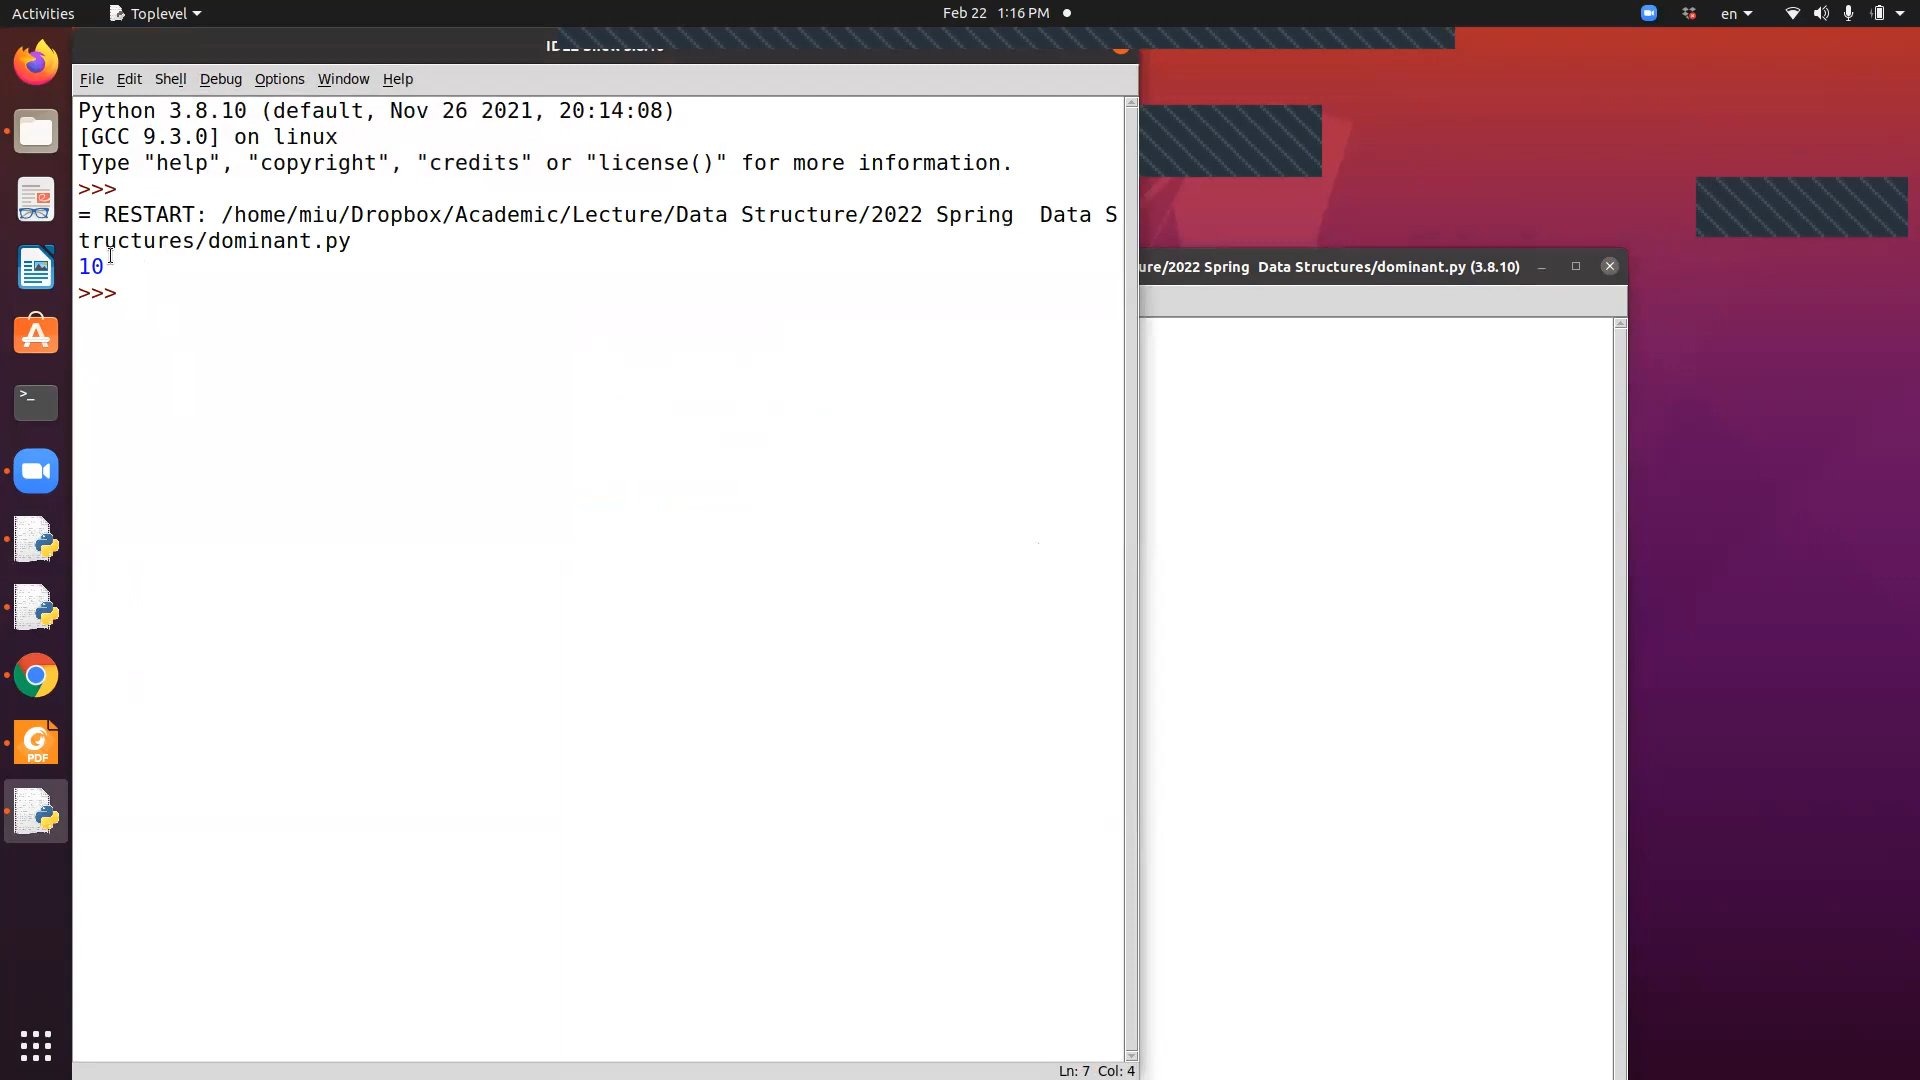 Activities
Toplevel
Feb 22 1:16 PM
en
File Edit Shell Debug Options Window Help
Python 3.8.10 (default, Nov 26 2021, 20:14:08)
[GCC 9.3.0] on linux
Type "help", "copyright", "credits" or "license()" for more information.
>>>
= RESTART: /home/miu/Dropbox/Academic/Lecture/Data Structure/2022 Spring  Data S
tructures/dominant.py
10
>>>
ure/2022 Spring  Data Structures/dominant.py (3.8.10)
>_
PDF
Ln: 7 Col: 4